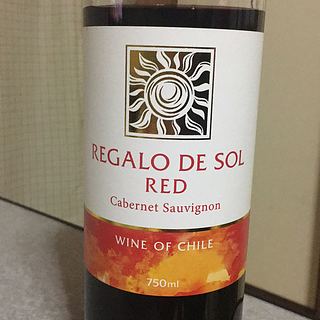 REGALO DE SOL
RED
Cabernet Sauvignon
WINE OF CHILE
750ml